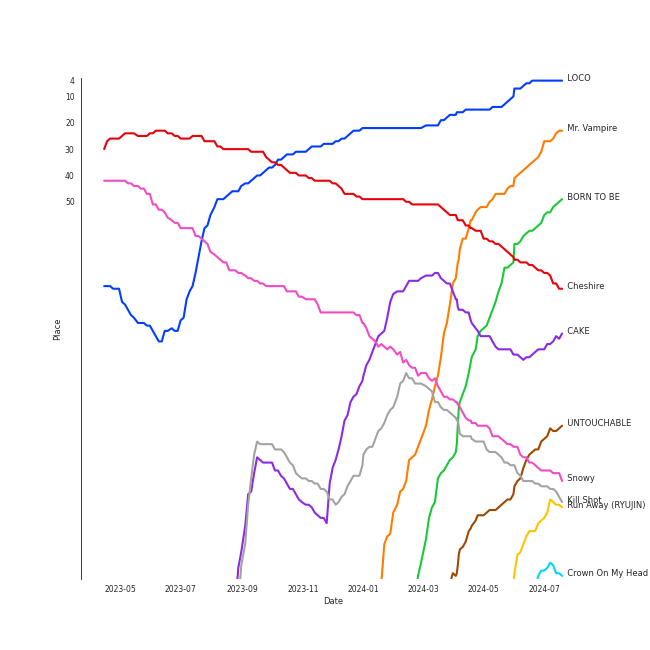 4
LOCO
10
20
Mr. Vampire
30
40
50
BORN TO BE
Cheshire
Place
CAKE
UNTOUCHABLE
Snowy
Kill Shot
Run Away (RYUJIN)
Crown On My Head
2023-05 2023-07 2023-09 2023-11 2024-01 2024-03 2024-05 2024-07
Date